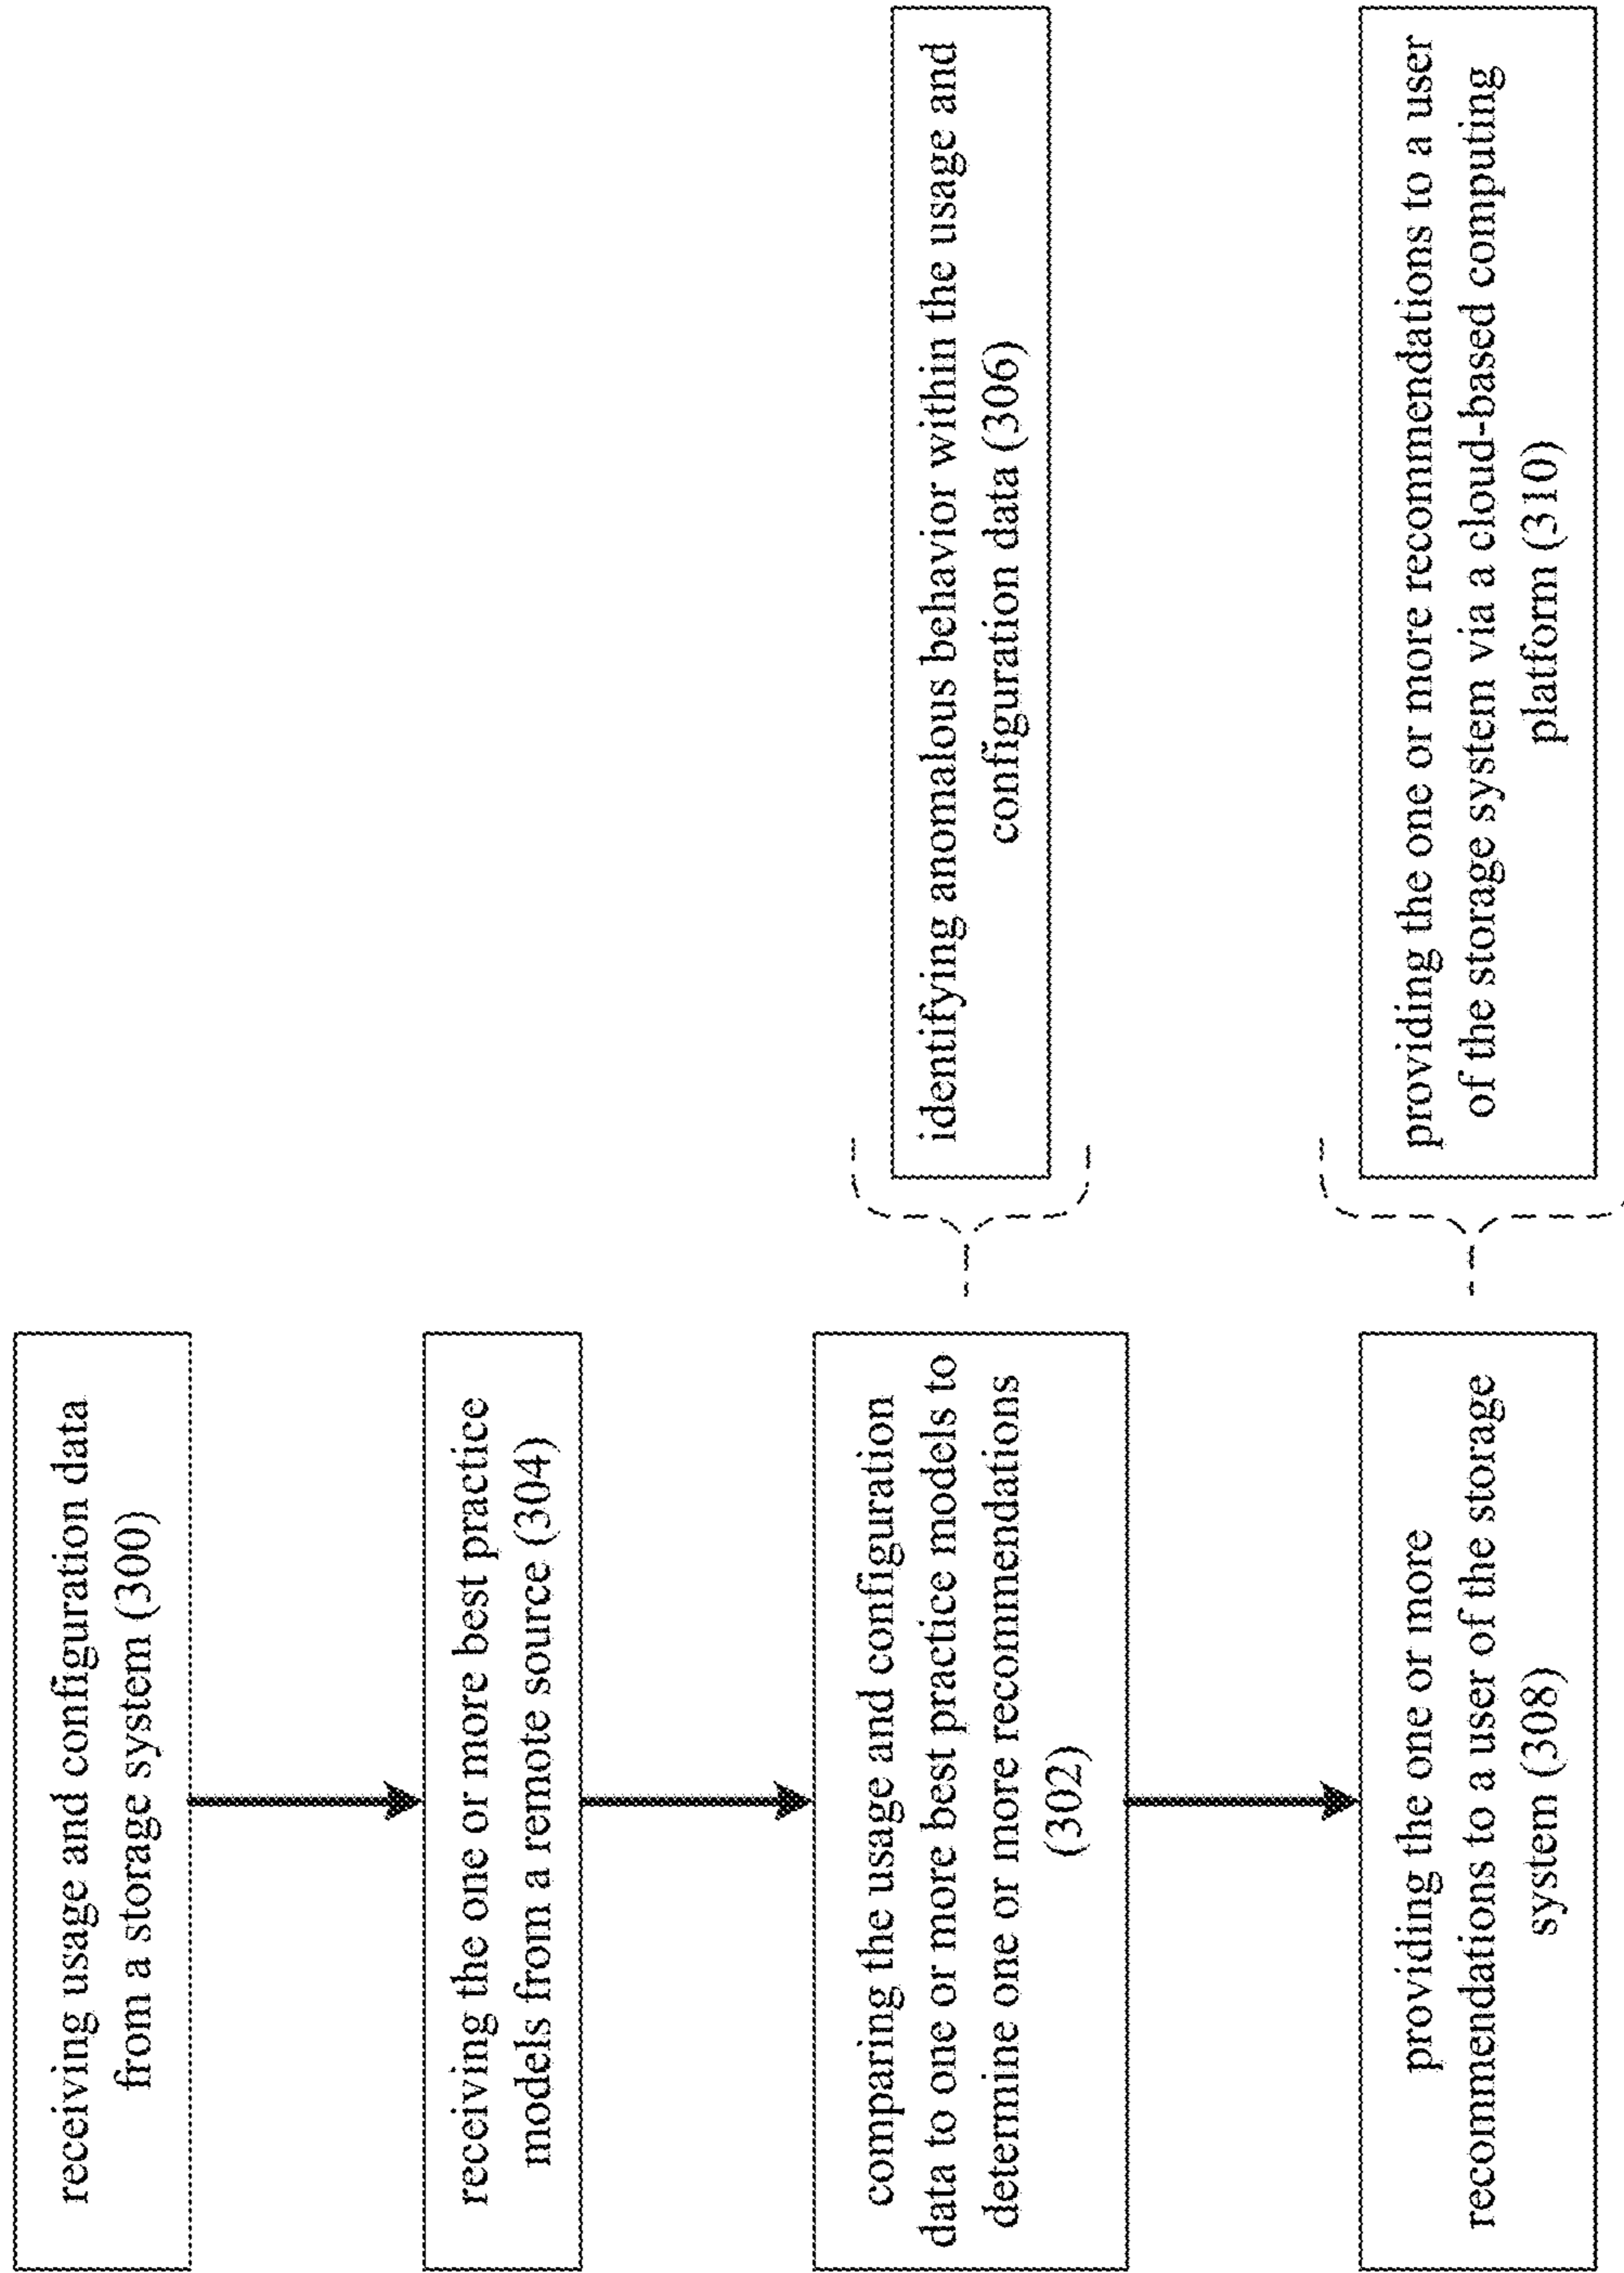 receiving usage and configuration data
from a storage system (300)
receiving the one or more best practice
models from a remote source (304)
comparing the usage and configuration
data to one or more best practice models to
determine one or more recommendations
(302)
identifying anomalous behavior within the usage and
configuration data (306)
providing the one or more
recommendations to a user of the storage
system (308)
providing the one or more recommendations to a user
of the storage system via a cloud-based computing
platform (310)